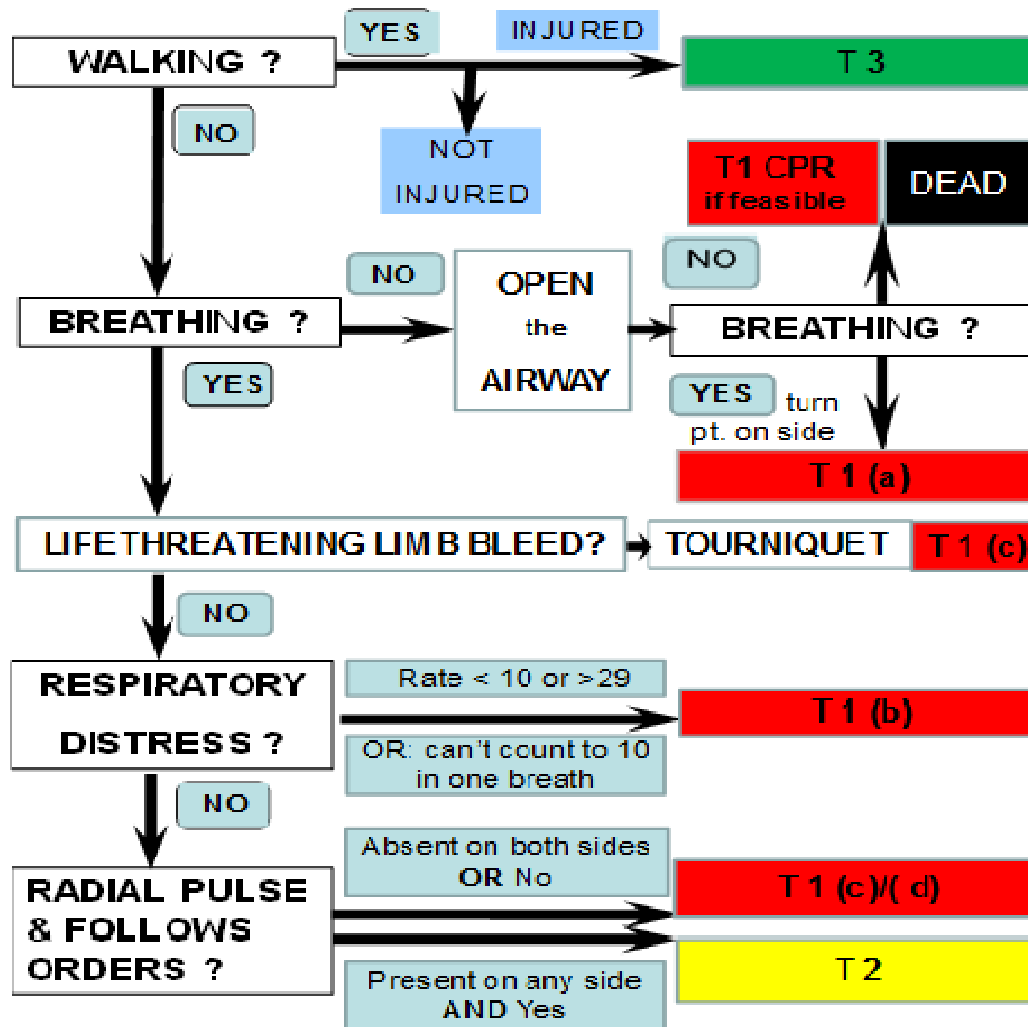 YES
INJURED
WALKING ?
T 3
NO
NOT
INJURED
T1 CPR
if feasible
DEAD
NO
OPEN
the
AIRWAY
NO
BREATHING ?
BREATHING ?
YES
YES turn
pt. on side
T 1 (a)
LIFETHREATENING LIMB BLEED?
TOURNIQUET
T 1 (c)
NO
RESPIRATORY
DISTRESS ?
Rate < 10 or >29
T 1 (b)
OR: can't count to 10
in one breath
NO
Absent on both sides
OR No
RADIAL PULSE
& FOLLOWS
ORDERS ?
T 1 (c)/( d)
T 2
Present on any side
AND Yes